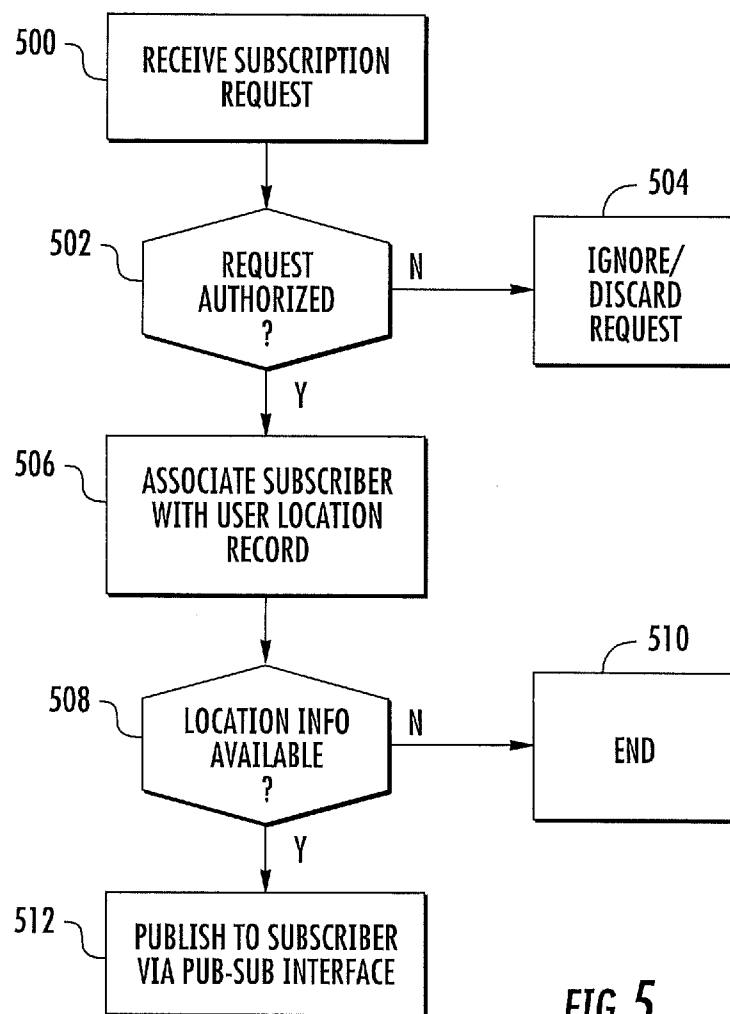 500
RECEIVE SUBSCRIPTION
REQUEST
502
REQUEST
AUTHORIZED
?
N
504
IGNORE/
DISCARD
REQUEST
Y
506
ASSOCIATE SUBSCRIBER
WITH USER LOCATION
RECORD
508
LOCATION INFO
AVAILABLE
?
N
510
END
Y
512
PUBLISH TO SUBSCRIBER
VIA PUB-SUB INTERFACE
FIG. 5